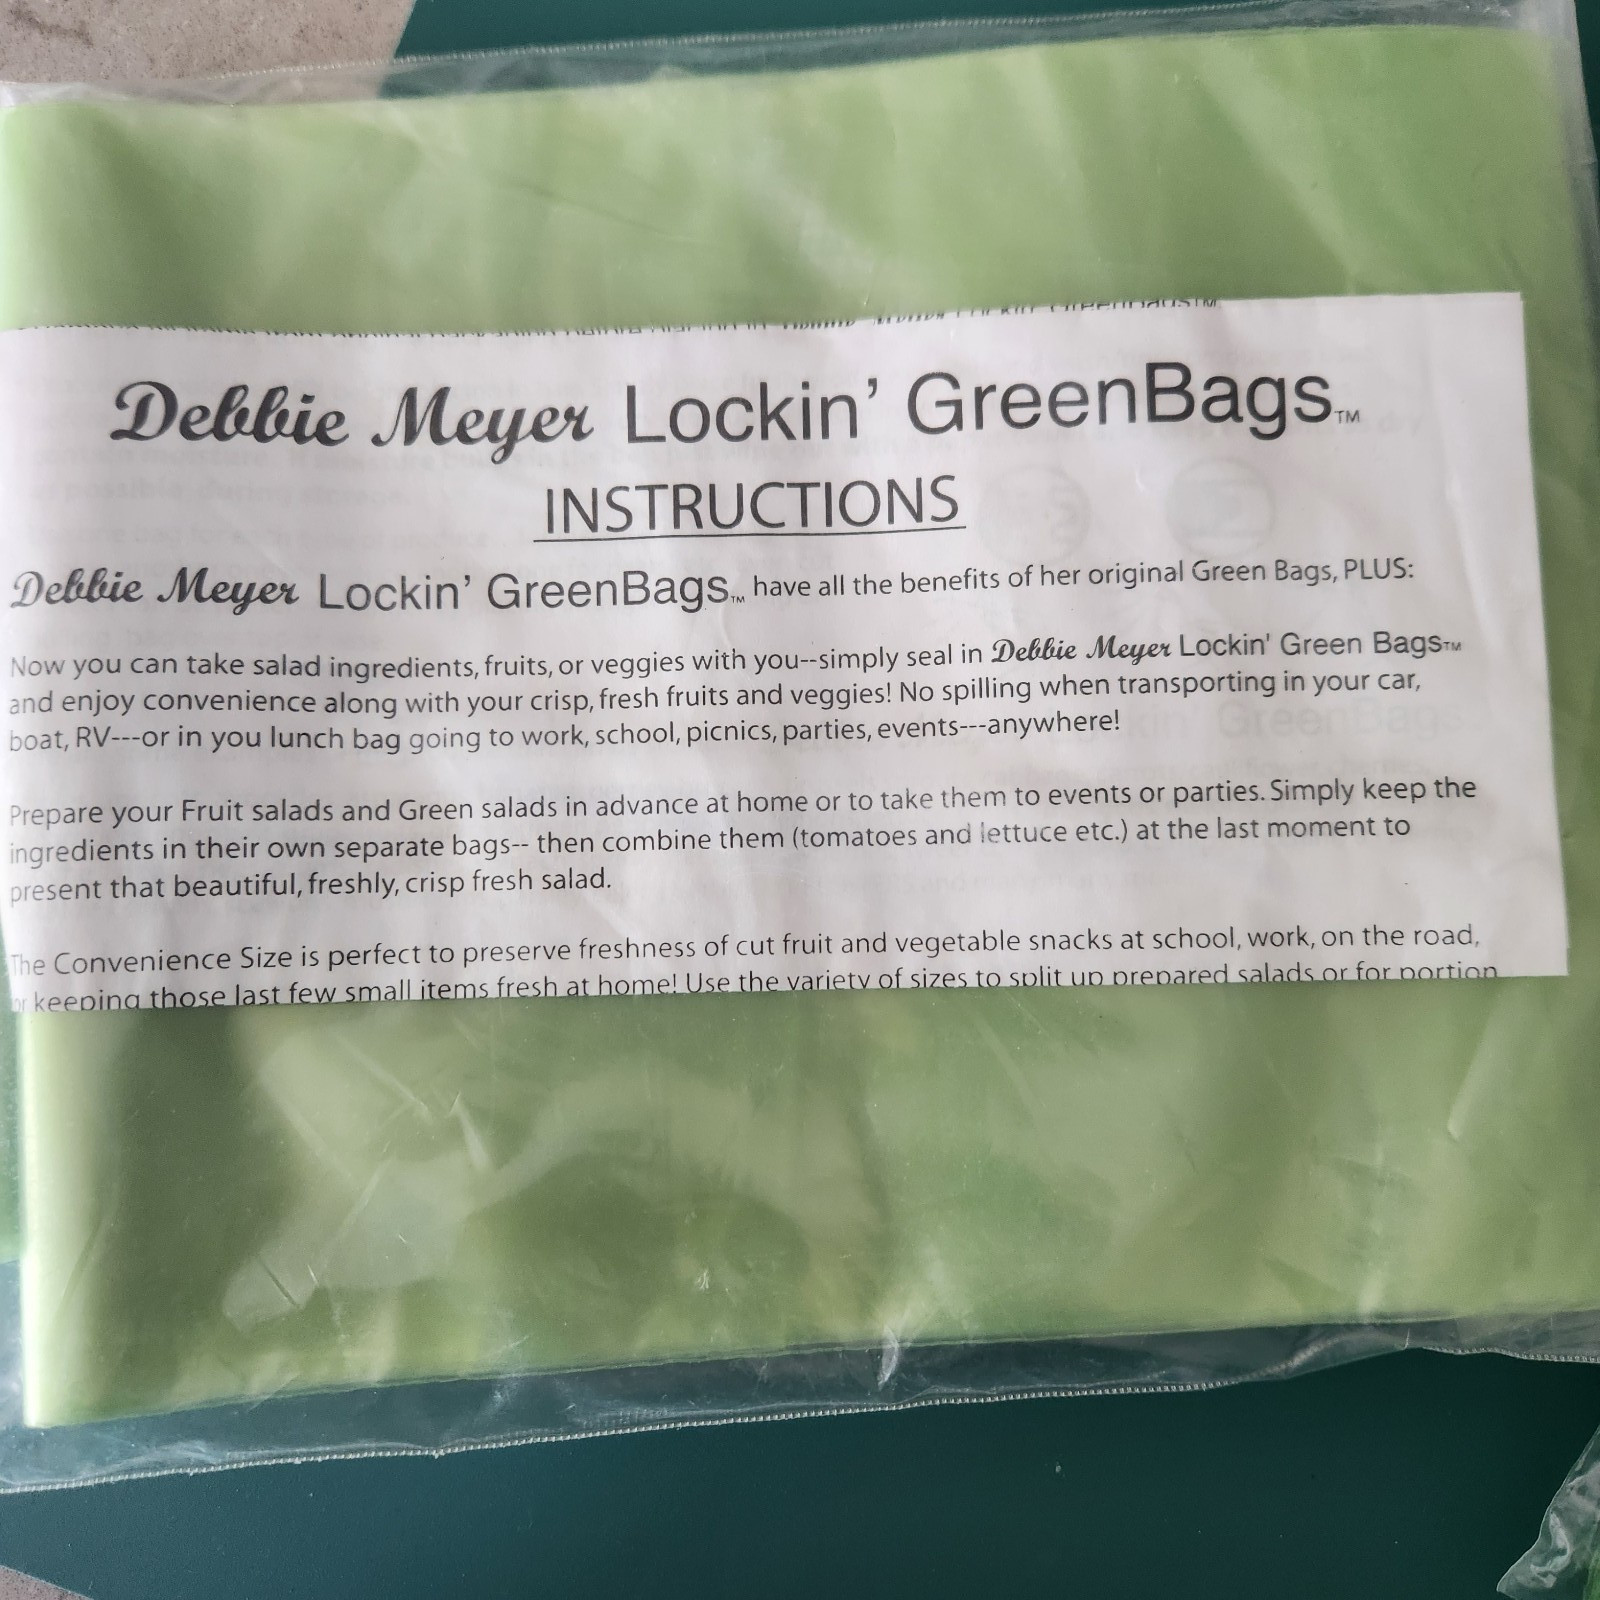 Debbie Meyer Lockin' GreenBags™
INSTRUCTIONS
Debbie Meyer Lockin' GreenBags™ have all the benefits of her original Green Bags, PLUS:
Now you can take salad ingredients, fruits, or veggies with you--simply seal in Debbie Meyer Lockin' Green Bags™
and enjoy convenience along with your crisp, fresh fruits and veggies! No spilling when transporting in your car,
boat, RV---or in you lunch bag going to work, school, picnics, parties, events---anywhere!
Prepare your Fruit salads and Green salads in advance at home or to take them to events or parties. Simply keep the
ingredients in their own separate bags-- then combine them (tomatoes and lettuce etc.) at the last moment to
present that beautiful, freshly, crisp fresh salad.
The Convenience Size is perfect to preserve freshness of cut fruit and vegetable snacks at school, work, on the road,
or keeping those last few small items fresh at home! Use the variety of sizes to split up prepared salads or for portion